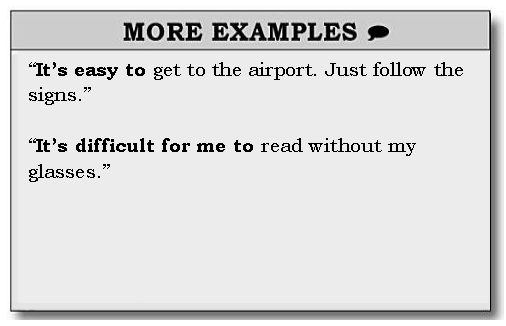 MORE EXAMPLES
“It’s easy to get to the airport. Just follow the
signs.”
“It’s difficult for me to read without my
glasses.”